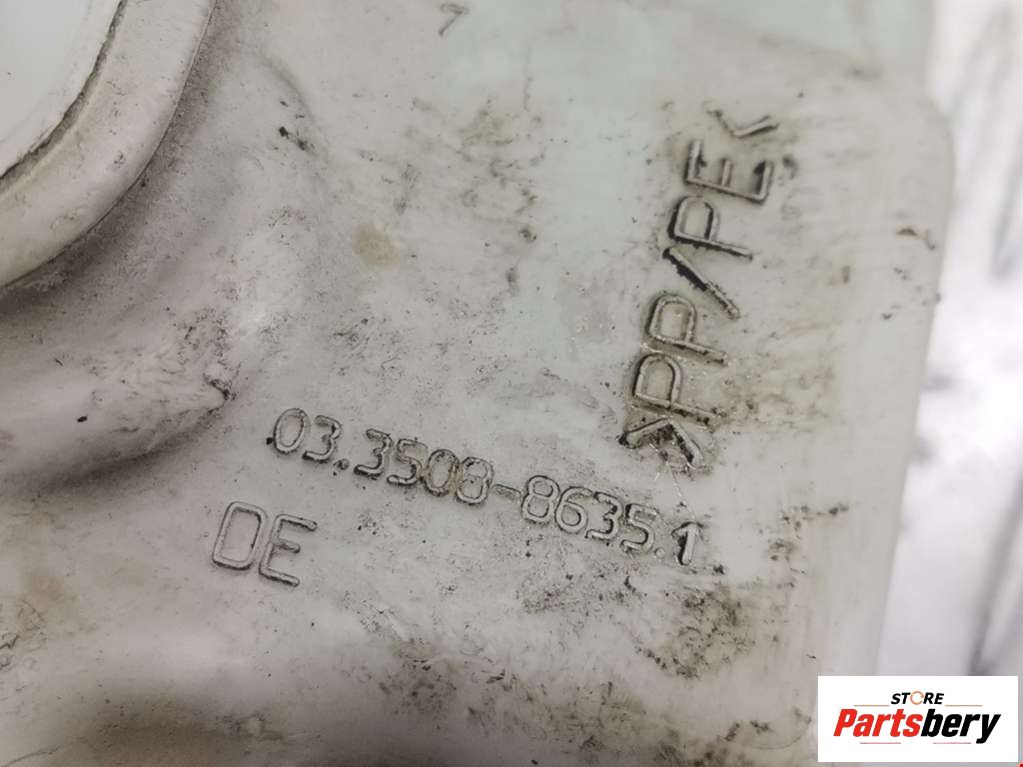 >PP/PE<
03.3508-8635.1
DE
STORE
Partsbery